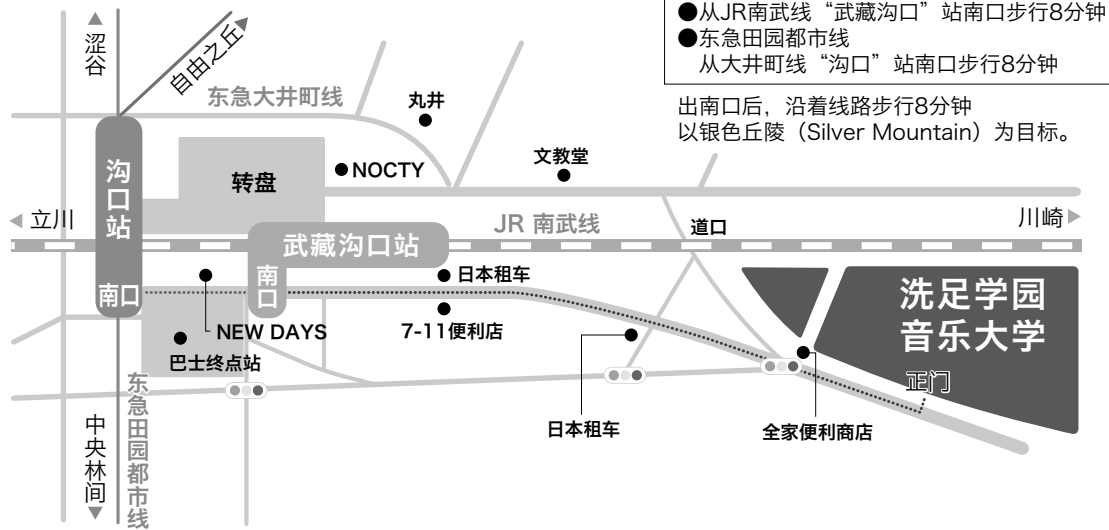 ●从JR南武线“武藏沟口”站南口步行8分钟
●东急田园都市线
从大井町线“沟口”站南口步行8分钟
出南口后，沿着线路步行8分钟
以银色丘陵（Silver Mountain）为目标。
涩谷
自由之丘
东急大井町线
丸井
文教堂
NOCTY
转盘
沟口站
立川
JR 南武线
道口
川崎
武藏沟口站
南口
南口
日本租车
洗足学园
音乐大学
NEW DAYS
7-11便利店
巴士终点站
正门
东急田园都市线
中央林间
日本租车
全家便利商店